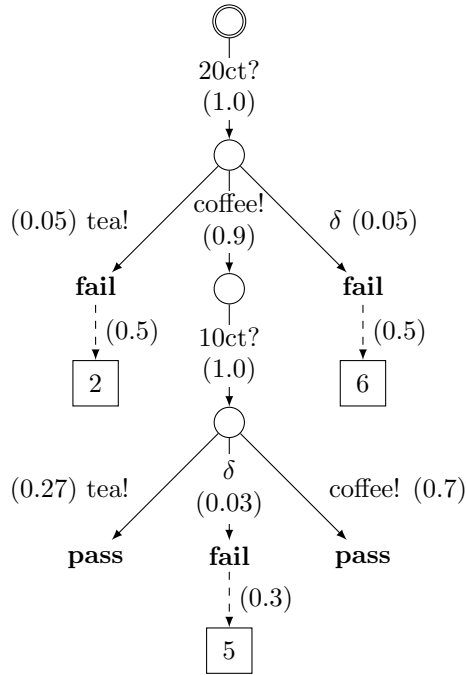 20ct?
(1.0)
(0.05) tea!
coffee!
(0.9)
δ (0.05)
fail
fail
(0.5)
(0.5)
2
6
10ct?
(1.0)
(0.27) tea!
δ
(0.03)
coffee! (0.7)
pass
fail
pass
(0.3)
5